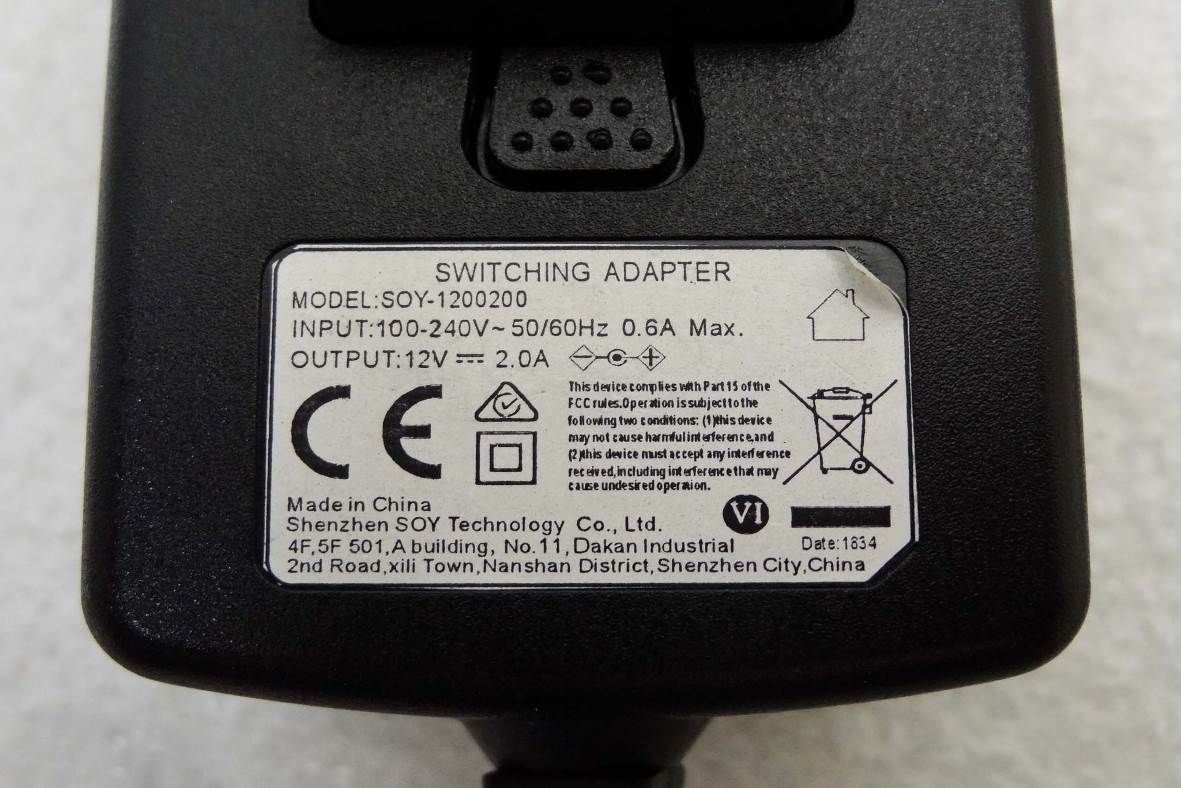 SWITCHING ADAPTER
MODEL:SOY-1200200
INPUT:100-240V~50/60Hz 0.6A Max.
OUTPUT:12V ⎓ 2.0A
CE
This device complies with Part 15 of the
FCC rules.Operation is subject to the
following two conditions: (1)this device
may not cause harmful interference,and
(2)this device must accept any interference
received,including interference that may
cause undesired operation.
VI
Date:1834
Made in China
Shenzhen SOY Technology Co., Ltd.
4F,5F 501,A building, No.11,Dakan Industrial
2nd Road,xili Town,Nanshan District,Shenzhen City,China